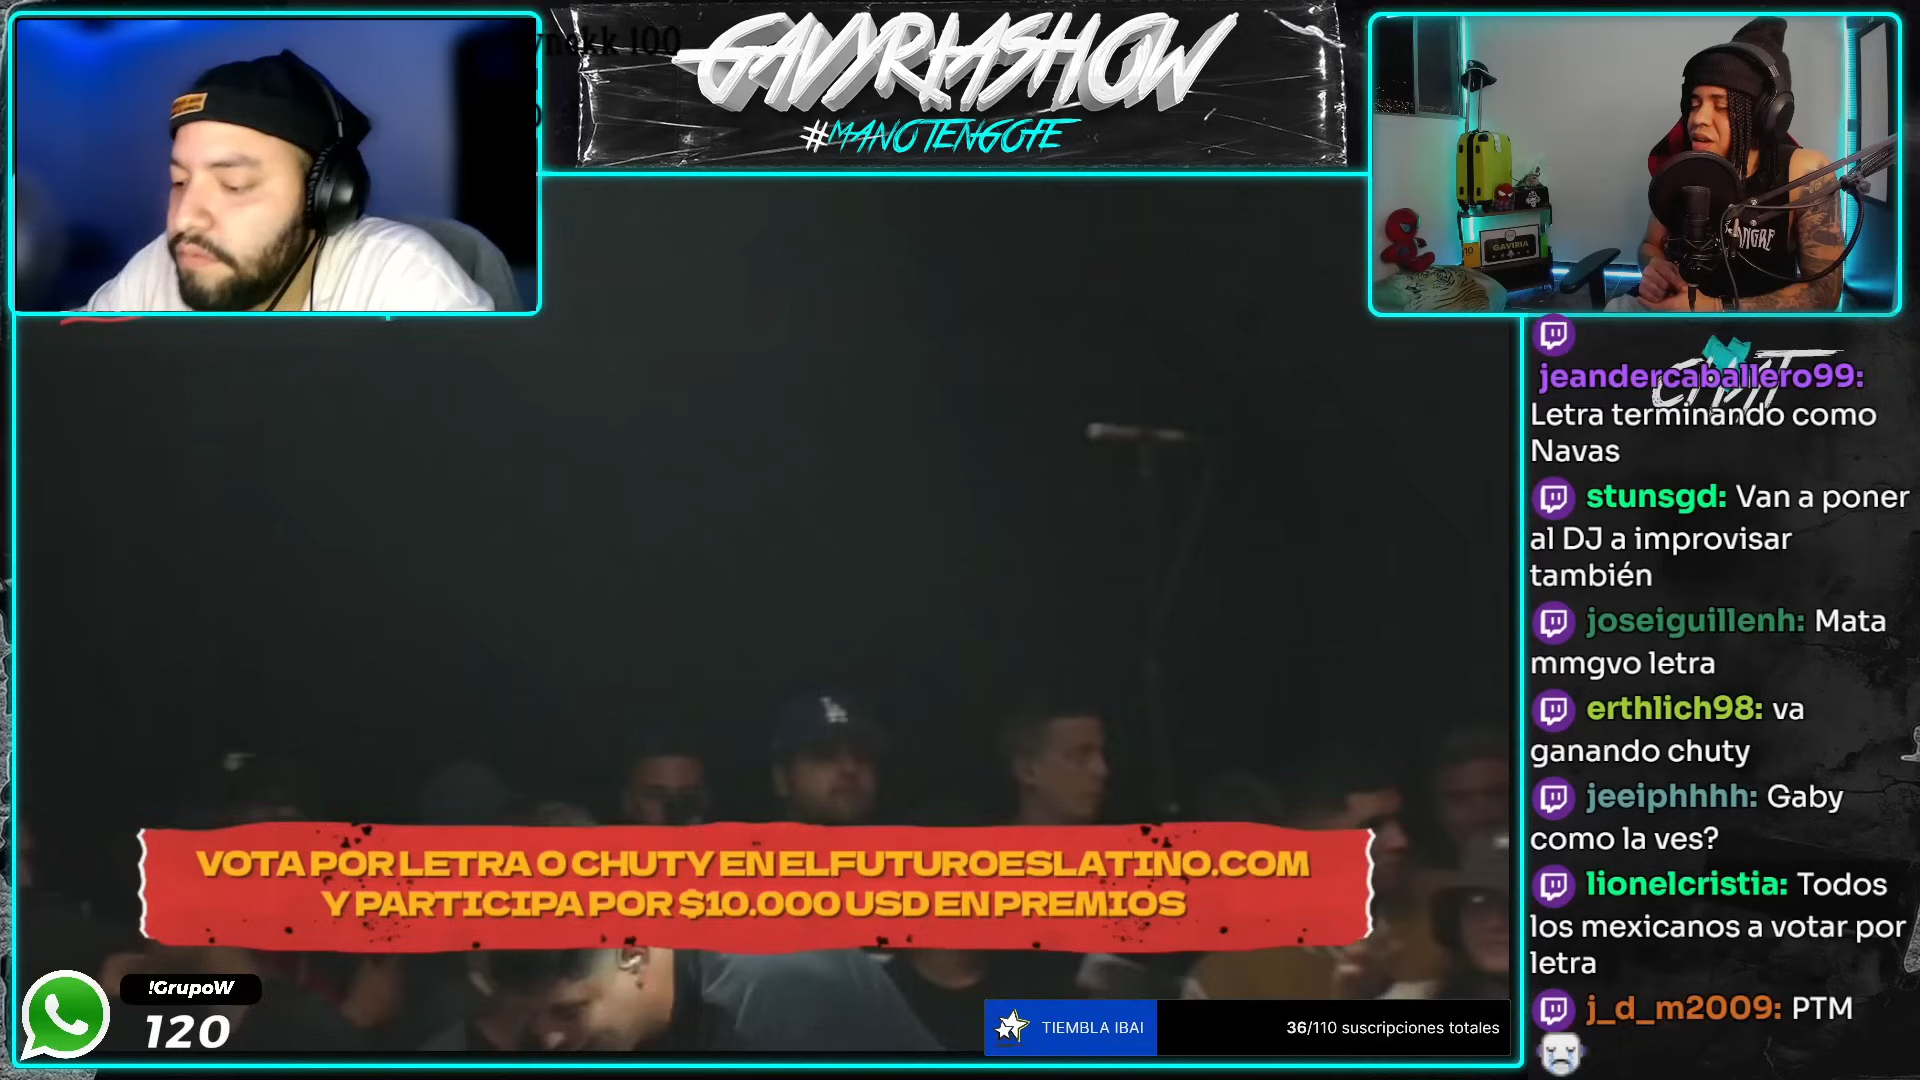 GAVYRIASHOW
#MANOTENGOFE
GAVIRIA
CHAT
jeandercaballero99:
Letra terminando como
Navas
stunsgd: Van a poner
al DJ a improvisar
también
joseiguillenh: Mata
mmgvo letra
erthlich98: va
ganando chuty
jeeiphhhh: Gaby
como la ves?
lionelcristia: Todos
los mexicanos a votar por
letra
j_d_m2009: PTM
VOTA POR LETRA O CHUTY EN ELFUTUROESLATINO.COM
Y PARTICIPA POR $10.000 USD EN PREMIOS
!GrupoW
120
TIEMBLA IBAI
36/110 suscripciones totales